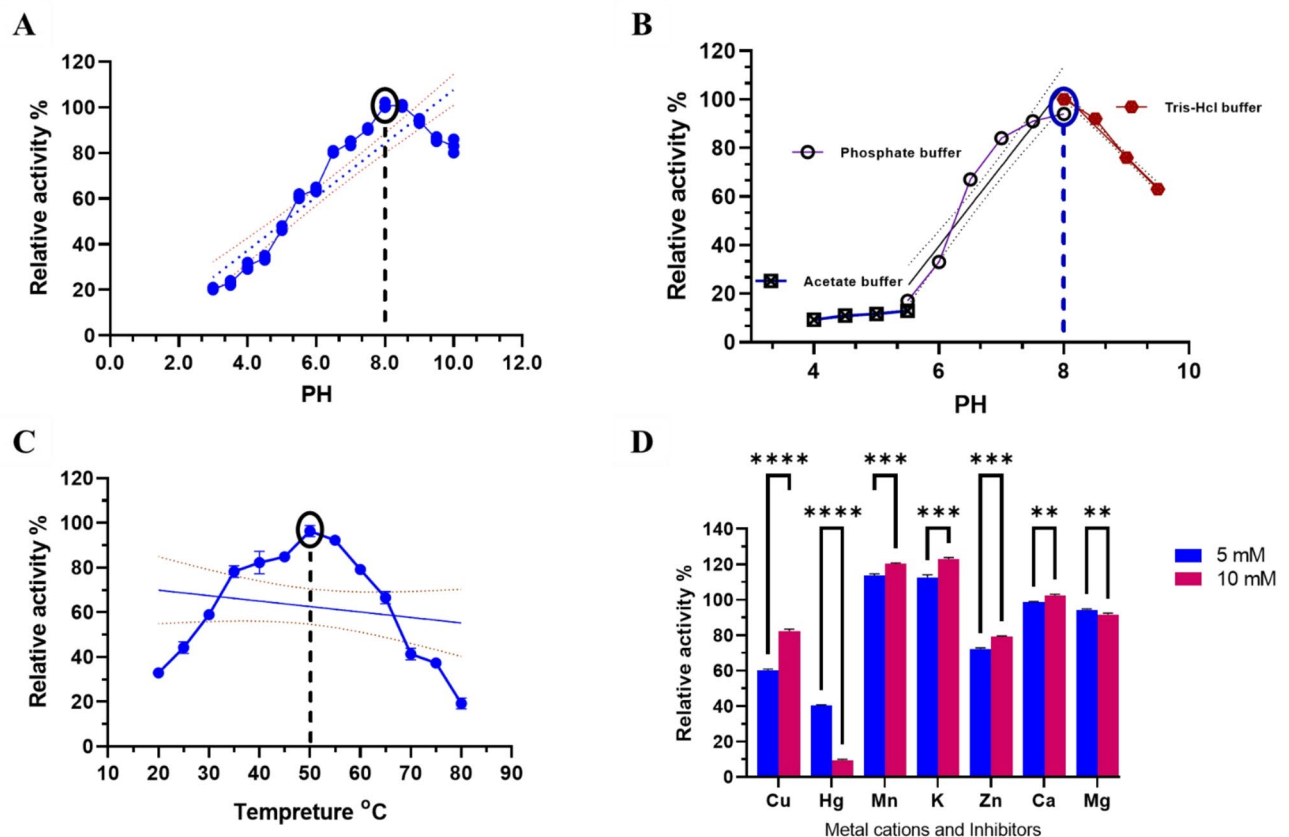 A
Relative activity %
120
100
80
60
40
20
0
0.0 2.0 4.0 6.0 8.0 10.0 12.0
PH
B
Relative activity %
120
100
80
60
40
20
0
Tris-Hcl buffer
Phosphate buffer
Acetate buffer
4 6 8 10
PH
C
Relative activity %
120
100
80
60
40
20
0
10 20 30 40 50 60 70 80 90
Tempreture °C
D
Relative activity %
140
120
100
80
60
40
20
0
**** **** *** *** *** ** **
5 mM
10 mM
Cu Hg Mn K Zn Ca Mg
Metal cations and Inhibitors